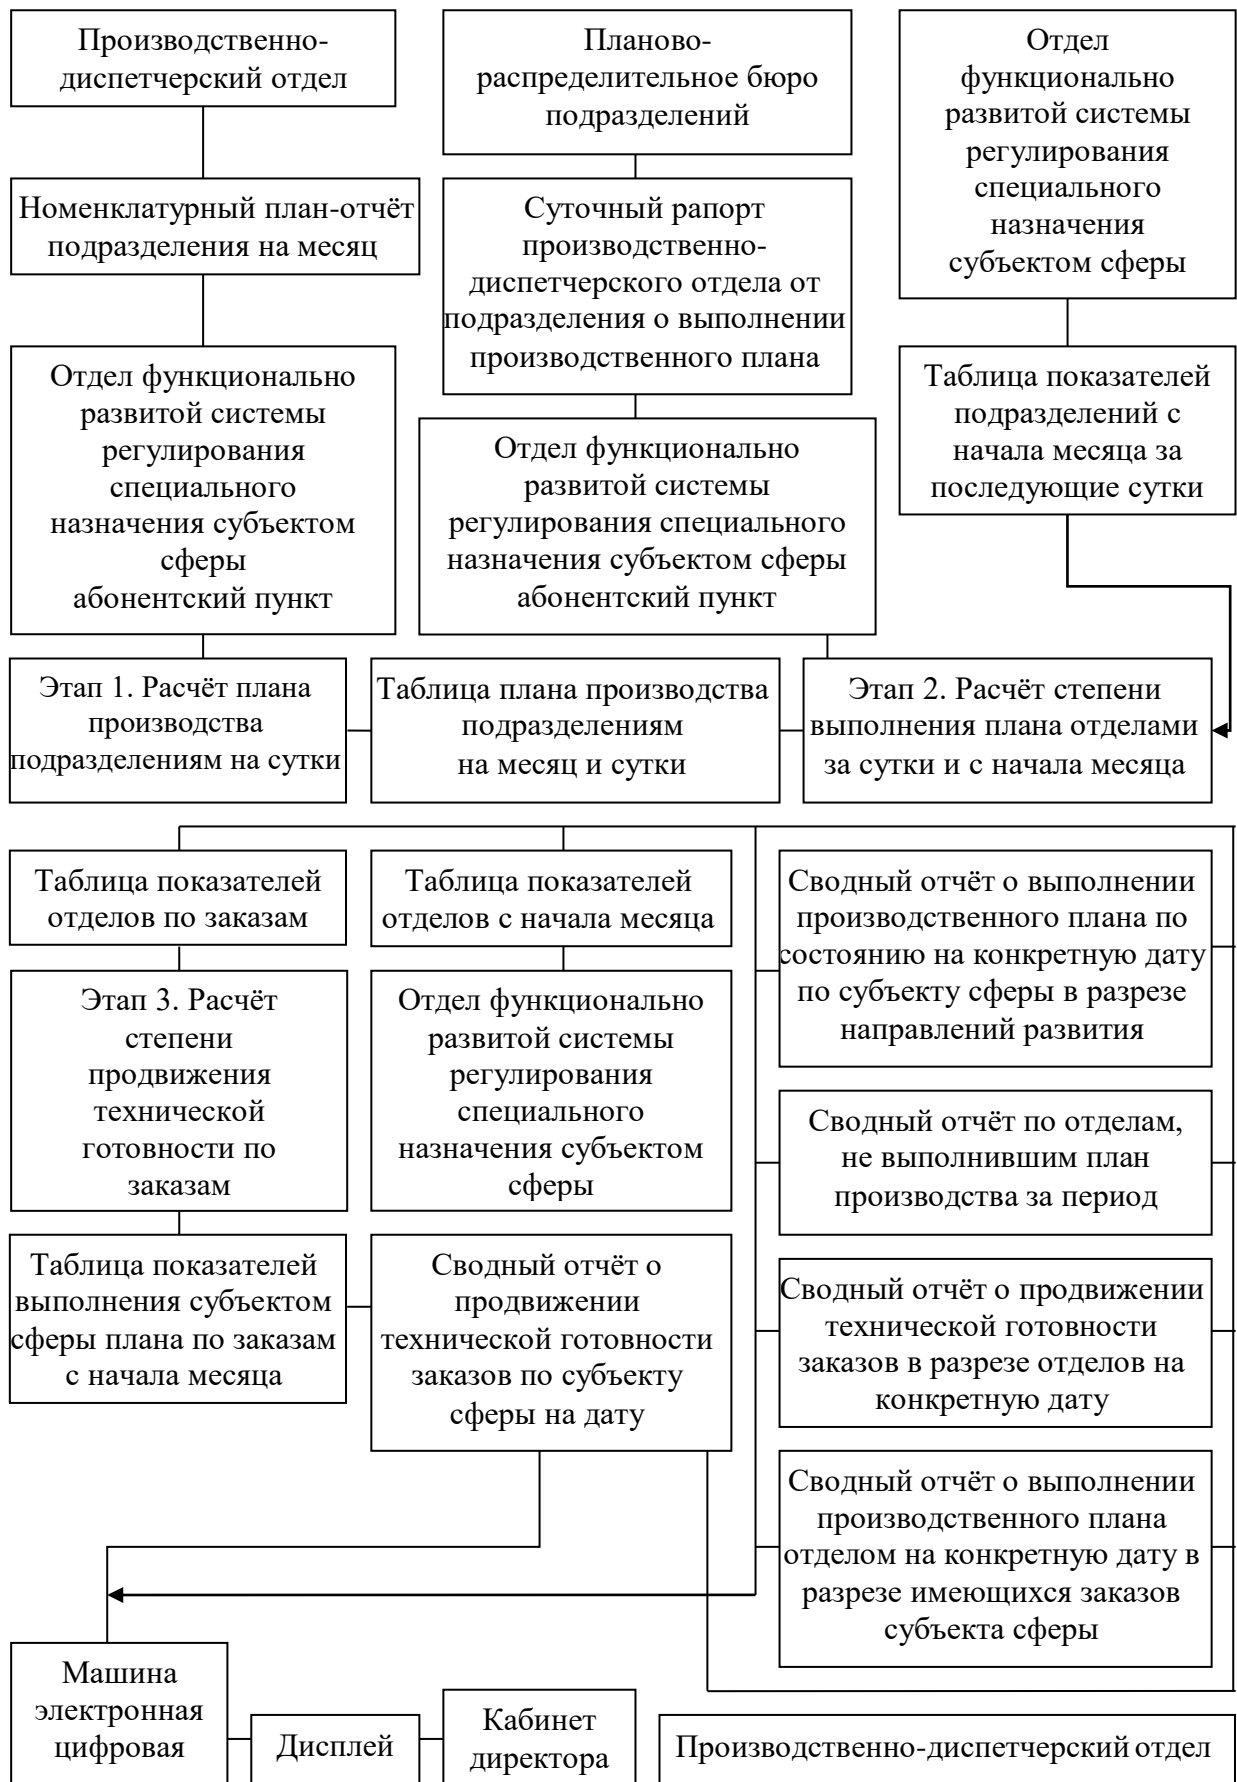 Производственно-
диспетчерский отдел
Планово-
распределительное бюро
подразделений
Отдел
функционально
развитой системы
регулирования
специального
назначения
субъектом сферы
Номенклатурный план-отчёт
подразделения на месяц
Суточный рапорт
производственно-
диспетчерского отдела от
подразделения о выполнении
производственного плана
Отдел функционально
развитой системы
регулирования
специального
назначения субъектом
сферы
абонентский пункт
Отдел функционально
развитой системы
регулирования специального
назначения субъектом сферы
абонентский пункт
Таблица показателей
подразделений с
начала месяца за
последующие сутки
Этап 1. Расчёт плана
производства
подразделениям на сутки
Таблица плана производства
подразделениям
на месяц и сутки
Этап 2. Расчёт степени
выполнения плана отделами
за сутки и с начала месяца
Таблица показателей
отделов по заказам
Таблица показателей
отделов с начала месяца
Сводный отчёт о выполнении
производственного плана по
состоянию на конкретную дату
по субъекту сферы в разрезе
направлений развития
Этап 3. Расчёт
степени
продвижения
технической
готовности по
заказам
Отдел функционально
развитой системы
регулирования
специального
назначения субъектом
сферы
Сводный отчёт по отделам,
не выполнившим план
производства за период
Таблица показателей
выполнения субъектом
сферы плана по заказам
с начала месяца
Сводный отчёт о
продвижении
технической готовности
заказов по субъекту
сферы на дату
Сводный отчёт о продвижении
технической готовности
заказов в разрезе отделов на
конкретную дату
Сводный отчёт о выполнении
производственного плана
отделом на конкретную дату в
разрезе имеющихся заказов
субъекта сферы
Машина
электронная
цифровая
Дисплей
Кабинет
директора
Производственно-диспетчерский отдел